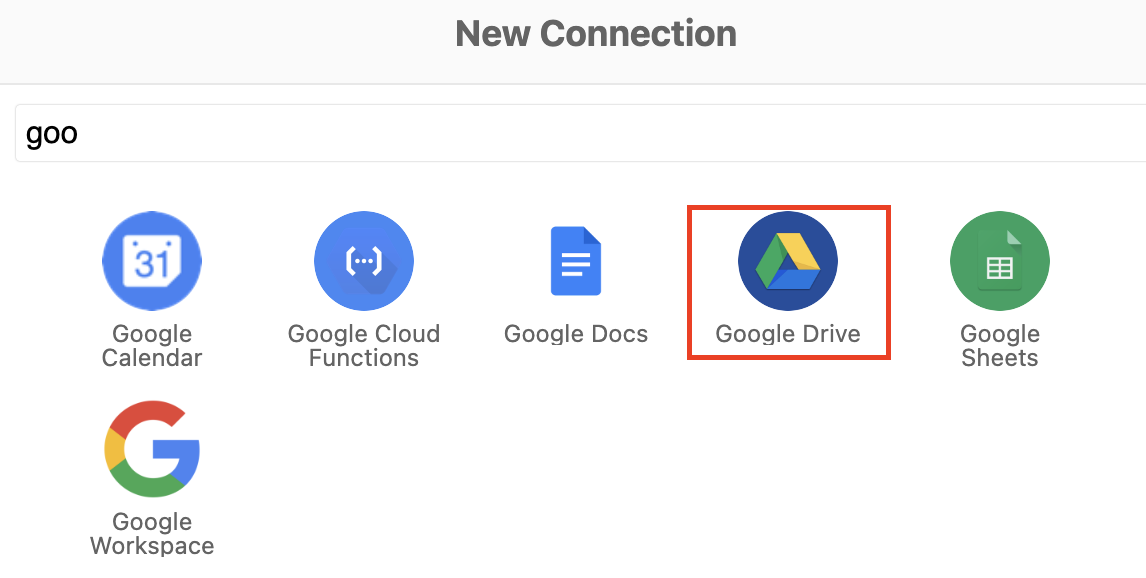 New Connection
goo
31
Google
Calendar
Google Cloud
Functions
Google Docs
Google Drive
Google
Sheets
Google
Workspace